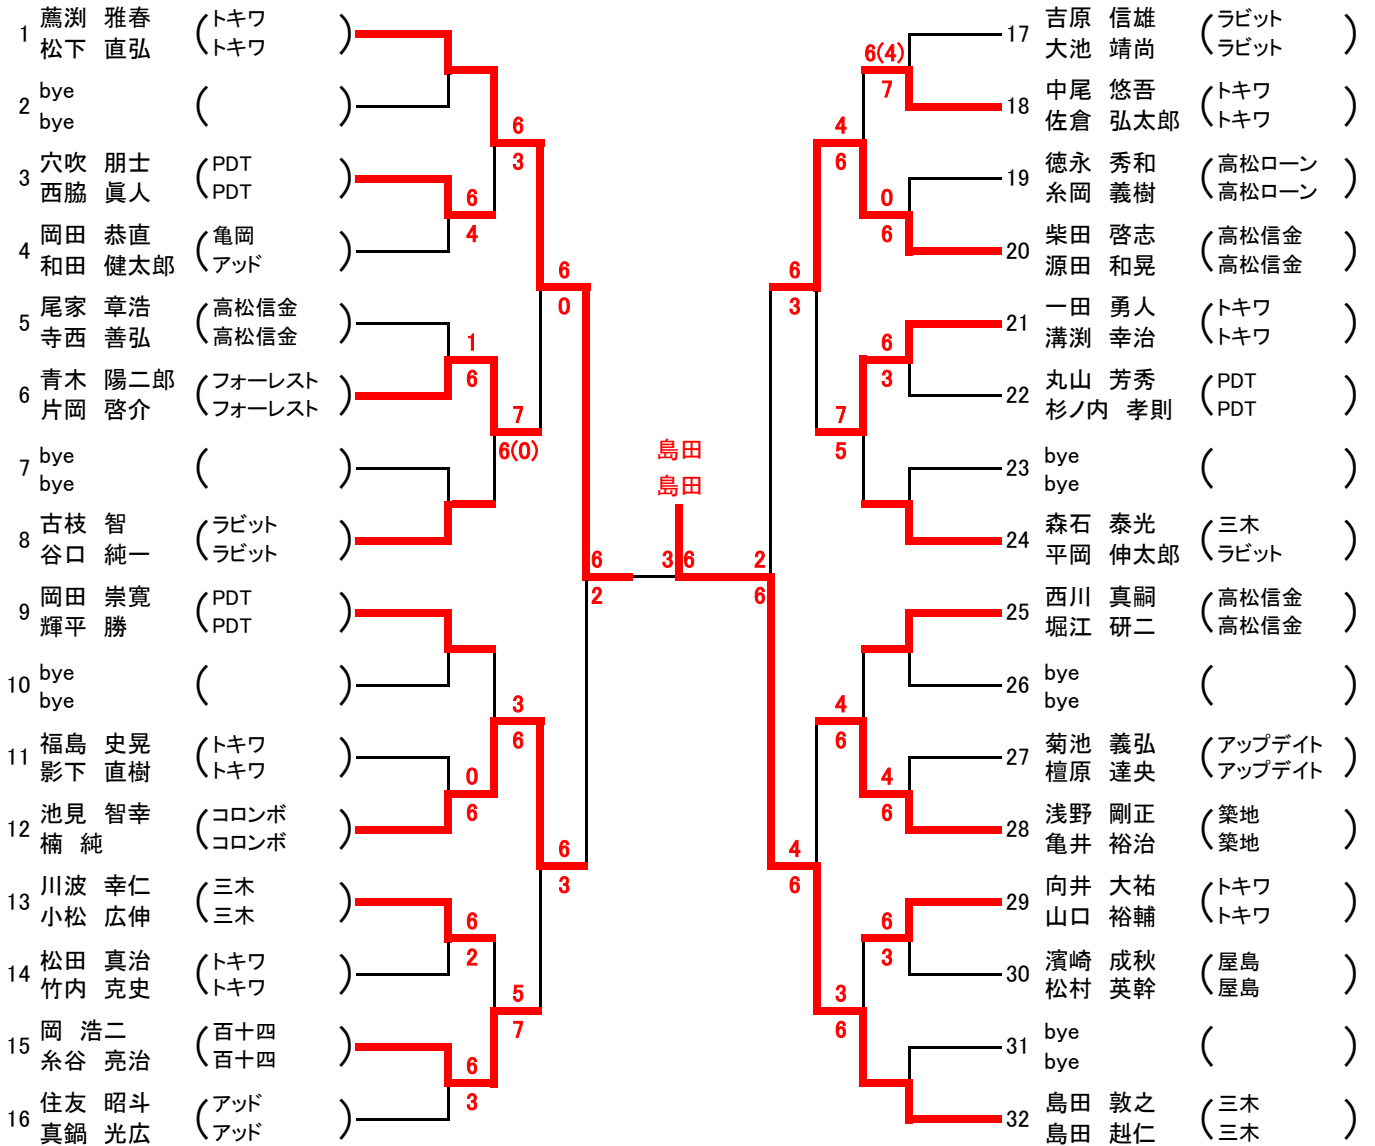 1 薦渕 雅春 (トキワ)
松下 直弘 (トキワ)
2 bye ( )
bye
3 穴吹 朋士 (PDT)
西脇 眞人 (PDT)
4 岡田 恭直 (亀岡)
和田 健太郎 (アッド)
5 尾家 章浩 (高松信金)
寺西 善弘 (高松信金)
6 青木 陽二郎 (フォーレスト)
片岡 啓介 (フォーレスト)
7 bye ( )
bye
8 古枝 智 (ラビット)
谷口 純一 (ラビット)
9 岡田 崇寛 (PDT)
輝平 勝 (PDT)
10 bye ( )
bye
11 福島 史晃 (トキワ)
影下 直樹 (トキワ)
12 池見 智幸 (コロンボ)
楠 純 (コロンボ)
13 川波 幸仁 (三木)
小松 広伸 (三木)
14 松田 真治 (トキワ)
竹内 克史 (トキワ)
15 岡 浩二 (百十四)
糸谷 亮治 (百十四)
16 住友 昭斗 (アッド)
真鍋 光広 (アッド)
6
4
1
6
0
6
6
2
6
3
6
3
7
6(0)
3
6
5
7
6
0
6
3
6
2
島田
島田
3 6
2
6
6
3
4
6
4
6
7
5
4
6
3
6
6(4)
7
0
6
6
3
4
6
6
3
17 吉原 信雄 (ラビット)
大池 靖尚 (ラビット)
18 中尾 悠吾 (トキワ)
佐倉 弘太郎 (トキワ)
19 徳永 秀和 (高松ローン)
糸岡 義樹 (高松ローン)
20 柴田 啓志 (高松信金)
源田 和晃 (高松信金)
21 一田 勇人 (トキワ)
溝渕 幸治 (トキワ)
22 丸山 芳秀 (PDT)
杉ノ内 孝則 (PDT)
23 bye ( )
bye
24 森石 泰光 (三木)
平岡 伸太郎 (ラビット)
25 西川 真嗣 (高松信金)
堀江 研二 (高松信金)
26 bye ( )
bye
27 菊池 義弘 (アップデイト)
檀原 達央 (アップデイト)
28 浅野 剛正 (築地)
亀井 裕治 (築地)
29 向井 大祐 (トキワ)
山口 裕輔 (トキワ)
30 濱崎 成秋 (屋島)
松村 英幹 (屋島)
31 bye ( )
bye
32 島田 敦之 (三木)
島田 赳仁 (三木)